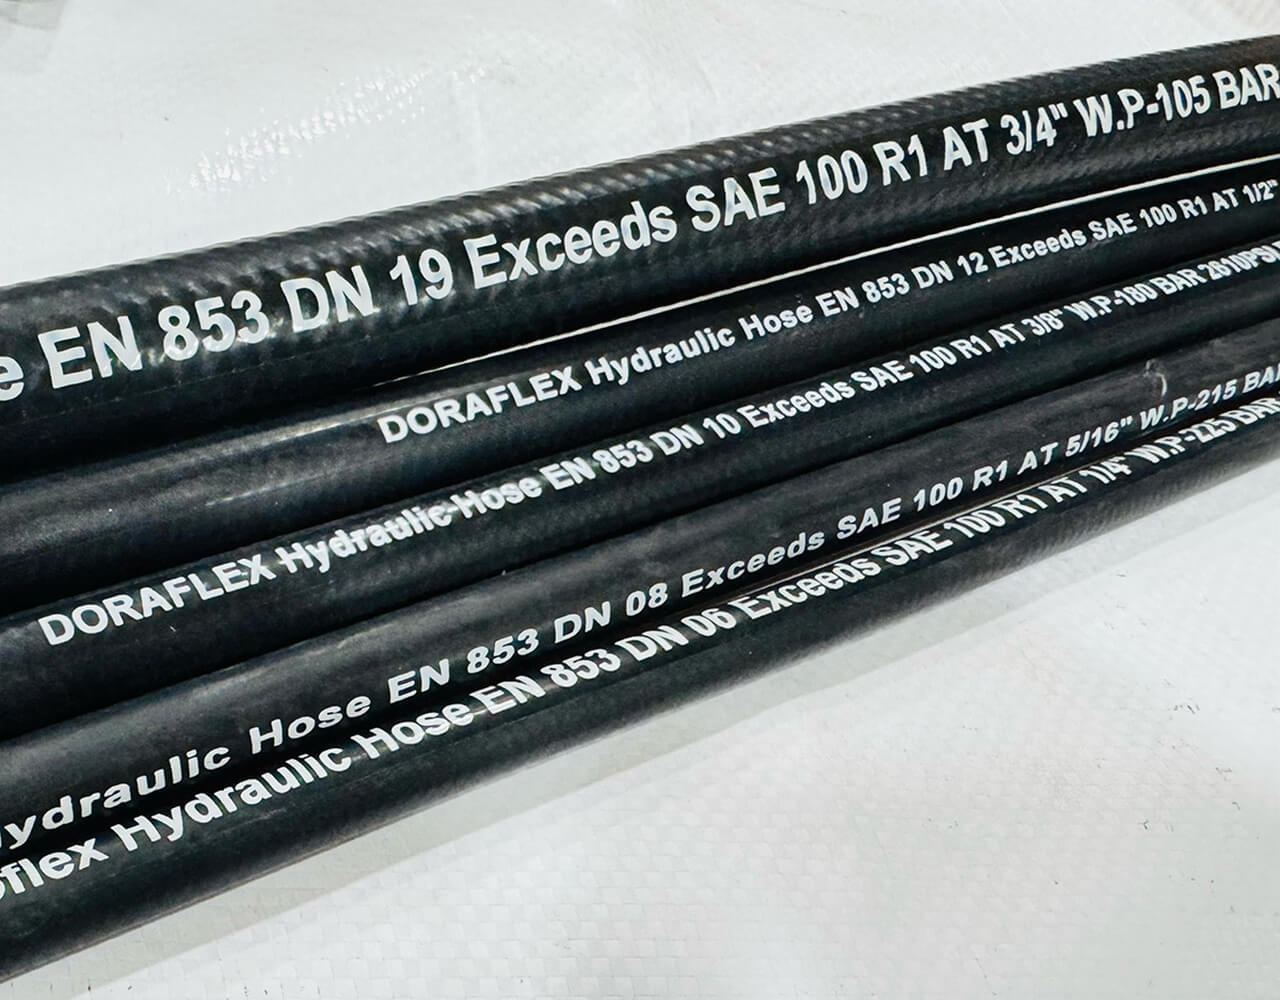 e EN 853 DN 19 Exceeds SAE 100 R1 AT 3/4" W.P-105 BAR
DORAFLEX Hydraulic Hose EN 853 DN 12 Exceeds SAE 100 R1 AT 1/2"
DORAFLEX Hydraulic Hose EN 853 DN 10 Exceeds SAE 100 R1 AT 3/8" W.P-180 BAR 2610PSI
ydraulic Hose EN 853 DN 08 Exceeds SAE 100 R1 AT 5/16" W.P-215 BAR
oflex Hydraulic Hose EN 853 DN 06 Exceeds SAE 100 R1 AT 1/4" W.P-225 BAR